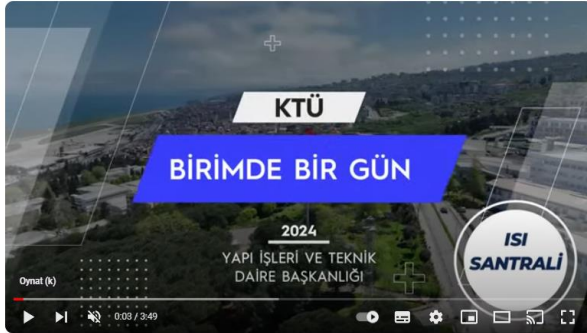 KTÜ
BİRİMDE BİR GÜN
2024
YAPI İŞLERİ VE TEKNİK
DAİRE BAŞKANLIĞI
ISI
SANTRALİ
Oynat (k)
0:03 / 3:49